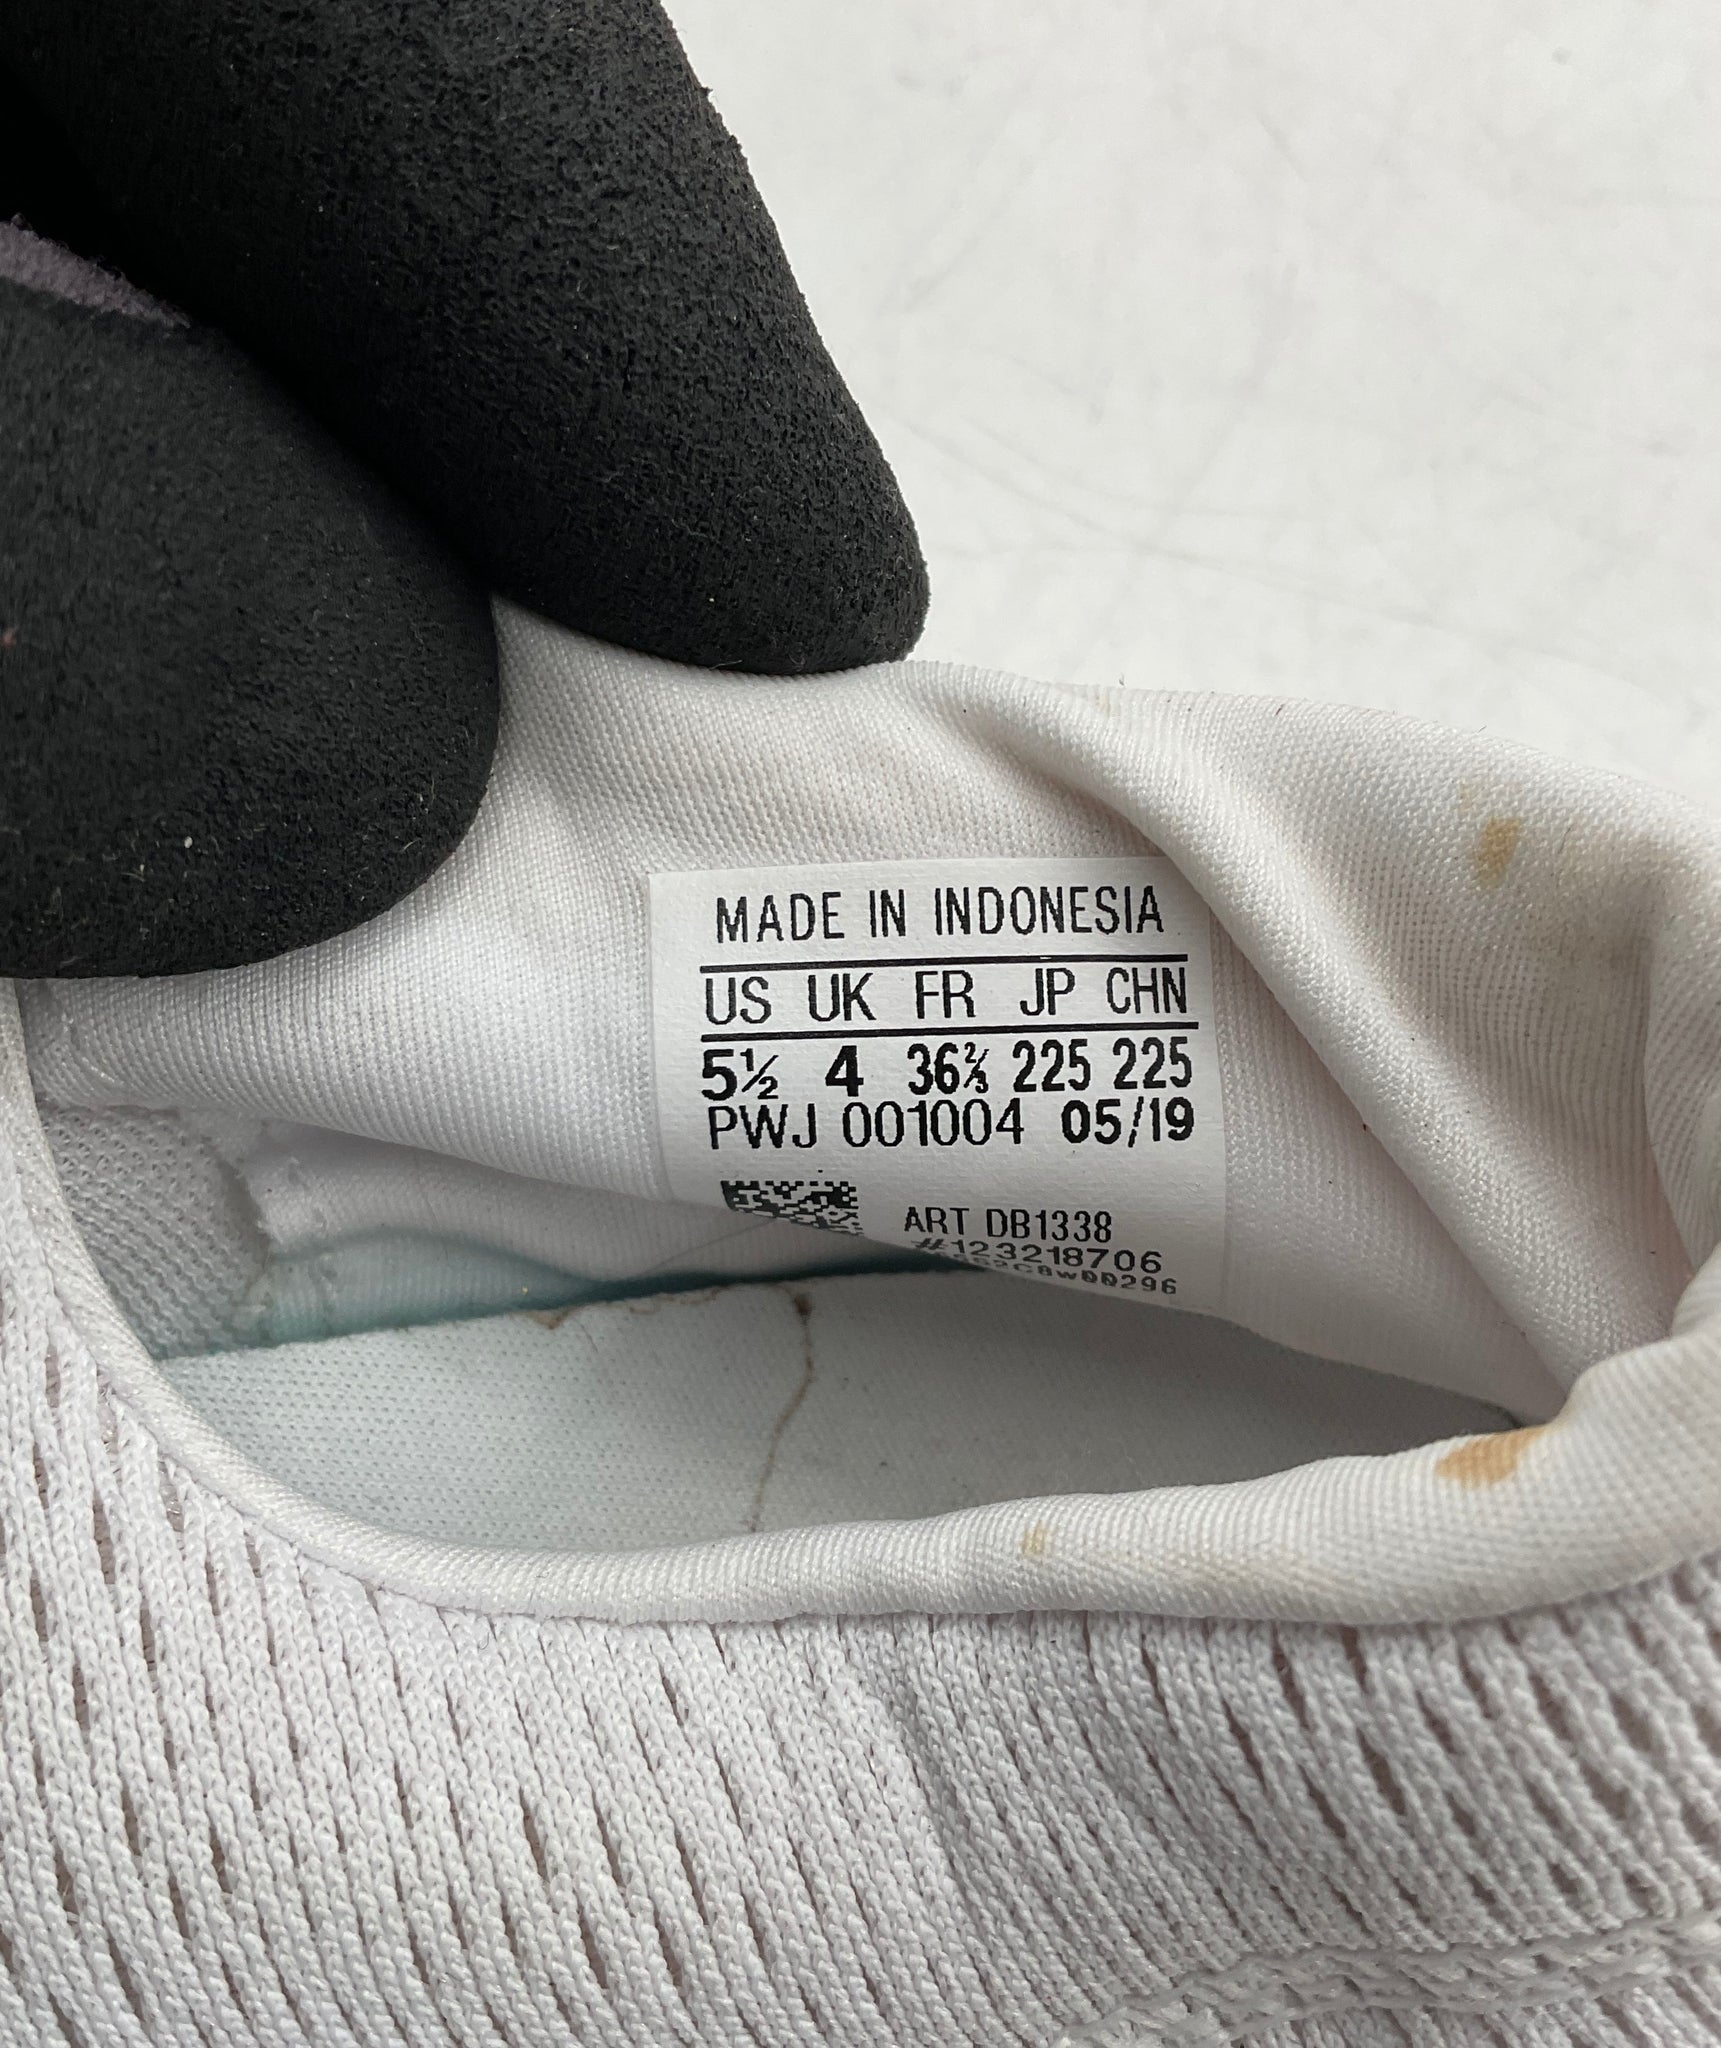 MADE IN INDONESIA
US UK FR JP CHN
5½ 4 36⅔ 225 225
PWJ 001004 05/19
ART DB1338
#123218706